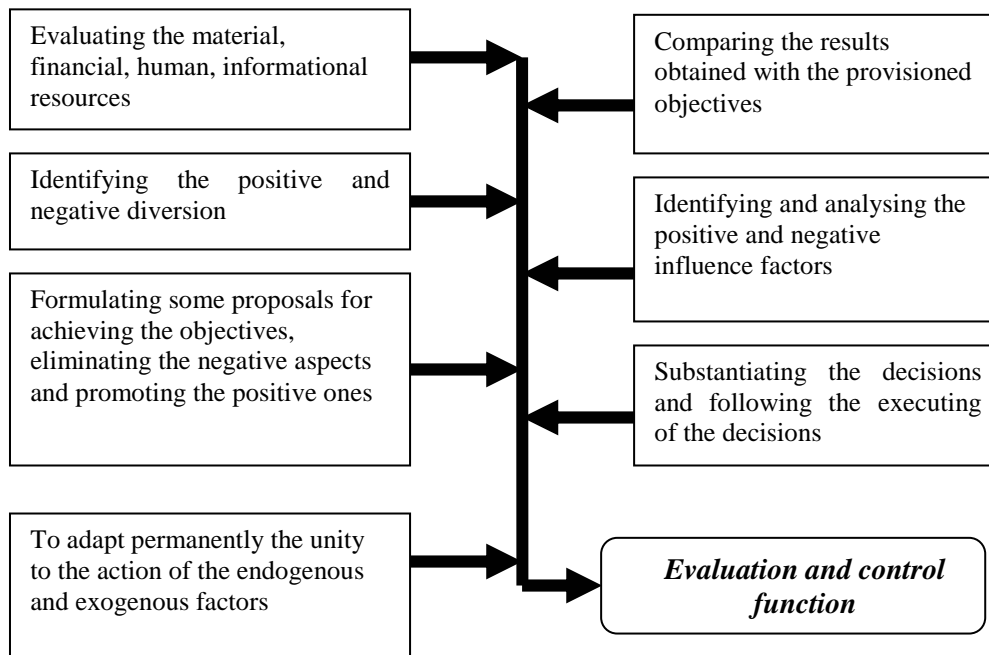 Evaluating the material,
financial, human, informational
resources
Comparing the results
obtained with the provisioned
objectives
Identifying the positive and
negative diversion
Identifying and analysing the
positive and negative
influence factors
Formulating some proposals for
achieving the objectives,
eliminating the negative aspects
and promoting the positive ones
Substantiating the decisions
and following the executing
of the decisions
To adapt permanently the unity
to the action of the endogenous
and exogenous factors
Evaluation and control
function